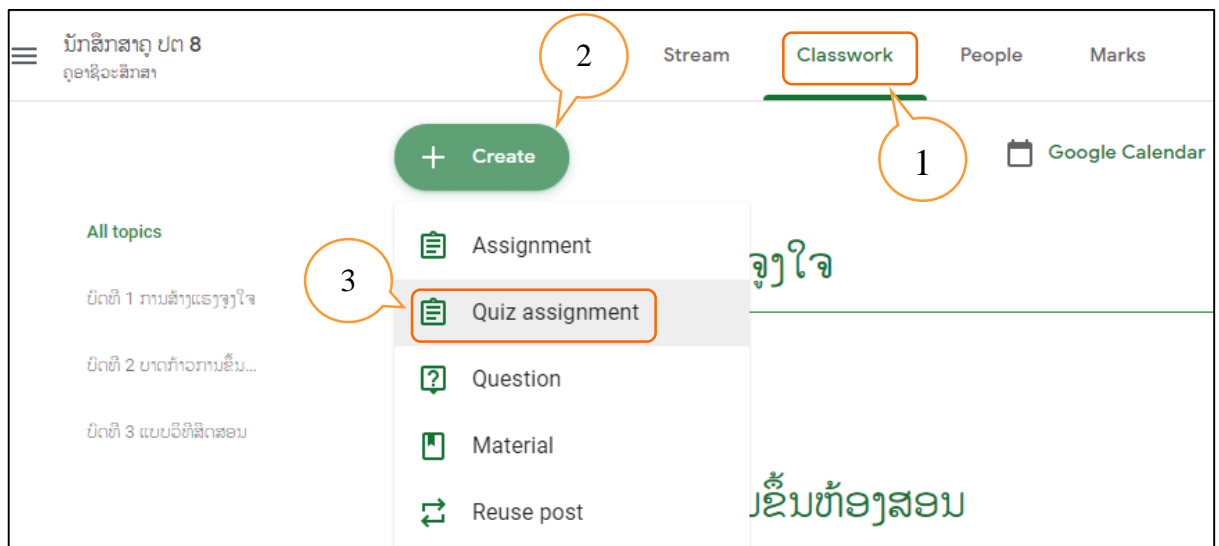 ນັກສຶກສາຄູ ປຕ 8
ຄູອາຊີວະສຶກສາ
2
Stream
Classwork
People
Marks
Create
1
Google Calendar
All topics
Assignment
ຈູງໃຈ
3
ບົດທີ 1 ການສ້າງແຮງຈູງໃຈ
Quiz assignment
ບົດທີ 2 ບາດກ້າວການຂຶ້ນ...
Question
ບົດທີ 3 ແບບວິທີສິດສອນ
Material
ຂຶ້ນຫ້ອງສອນ
Reuse post